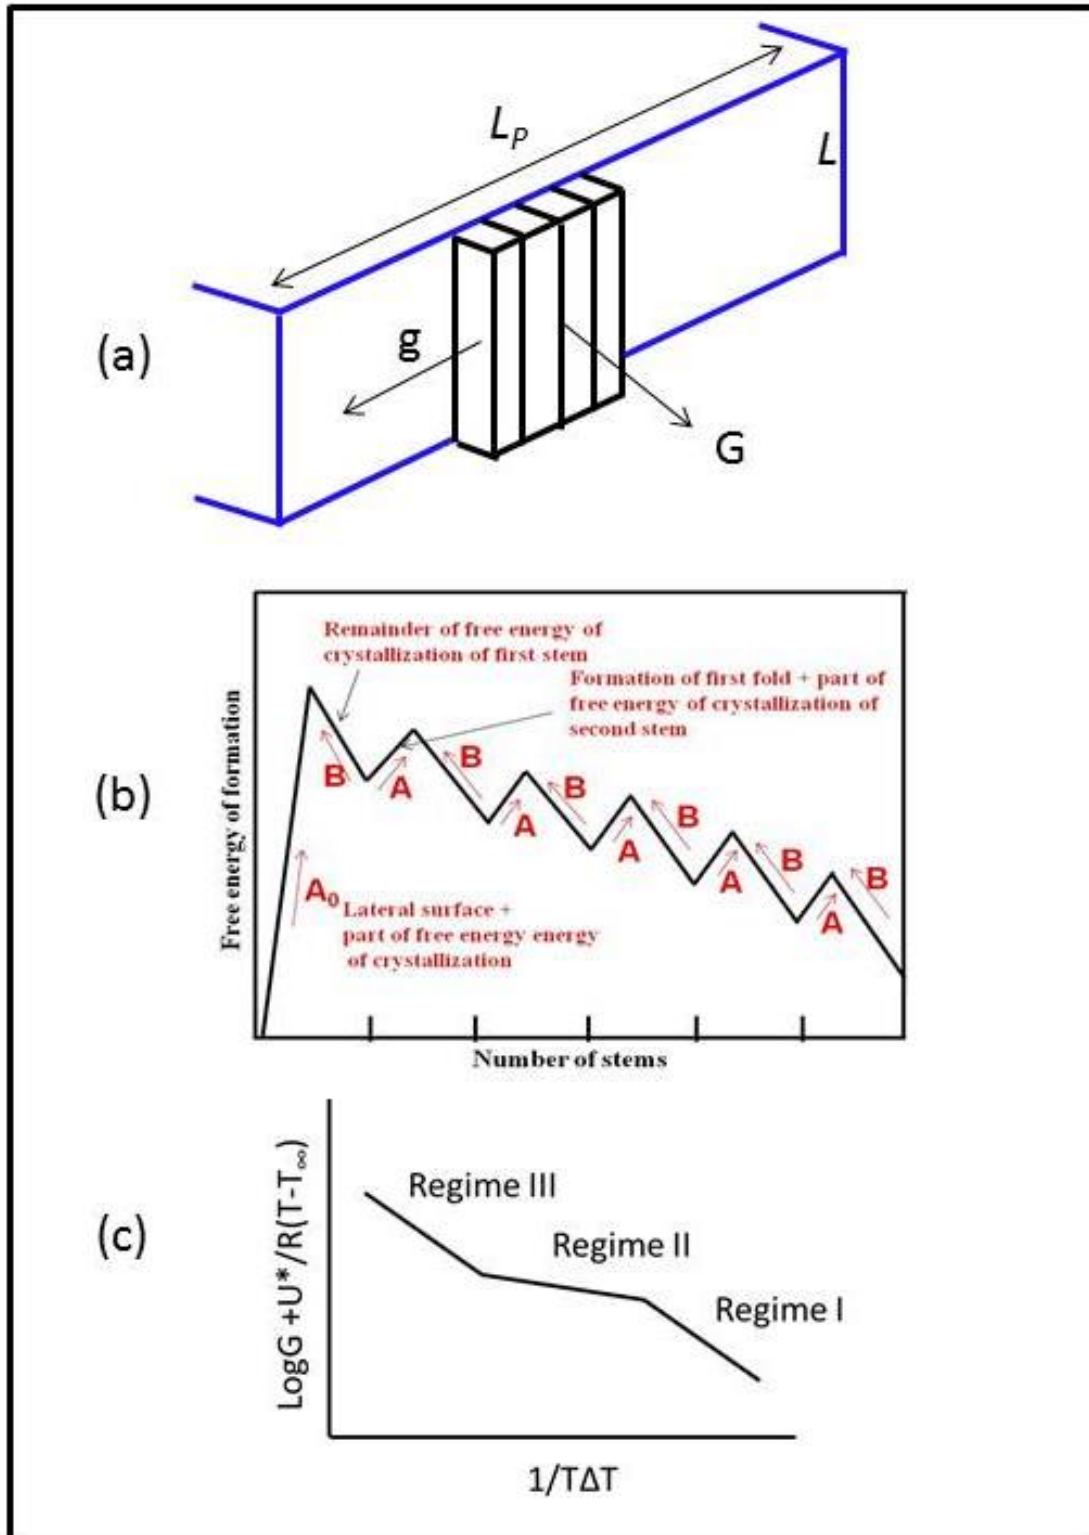 L_P
L
(a)
g
G
(b)
Free energy of formation
Remainder of free energy of
crystallization of first stem
Formation of first fold + part of
free energy of crystallization of
second stem
B
A
B
A
B
A
B
A
B
A
B
A₀
Lateral surface +
part of free energy energy
of crystallization
Number of stems
(c)
LogG +U*/R(T-T∞)
Regime III
Regime II
Regime I
1/TΔT